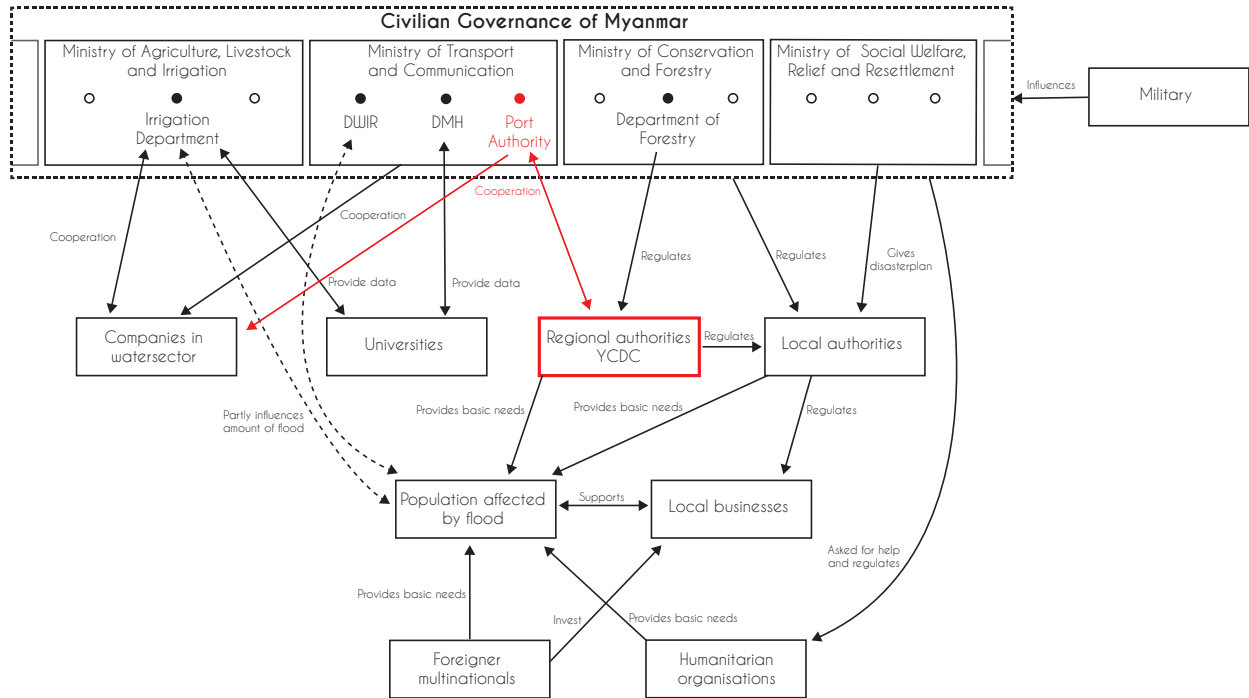 Civilian Governance of Myanmar
Ministry of Agriculture, Livestock
and Irrigation
Irrigation
Department
Ministry of Transport
and Communication
DWIR
DMH
Port
Authority
Ministry of Conservation
and Forestry
Department of
Forestry
Ministry of Social Welfare,
Relief and Resettlement
Influences
Military
Cooperation
Cooperation
Cooperation
Provide data
Provide data
Regulates
Regulates
Gives
disasterplan
Companies in
watersector
Universities
Regional authorities
YCDC
Regulates
Local authorities
Partly influences
amount of flood
Provides basic needs
Provides basic needs
Regulates
Population affected
by flood
Supports
Local businesses
Asked for help
and regulates
Provides basic needs
Invest
Provides basic needs
Foreigner
multinationals
Humanitarian
organisations